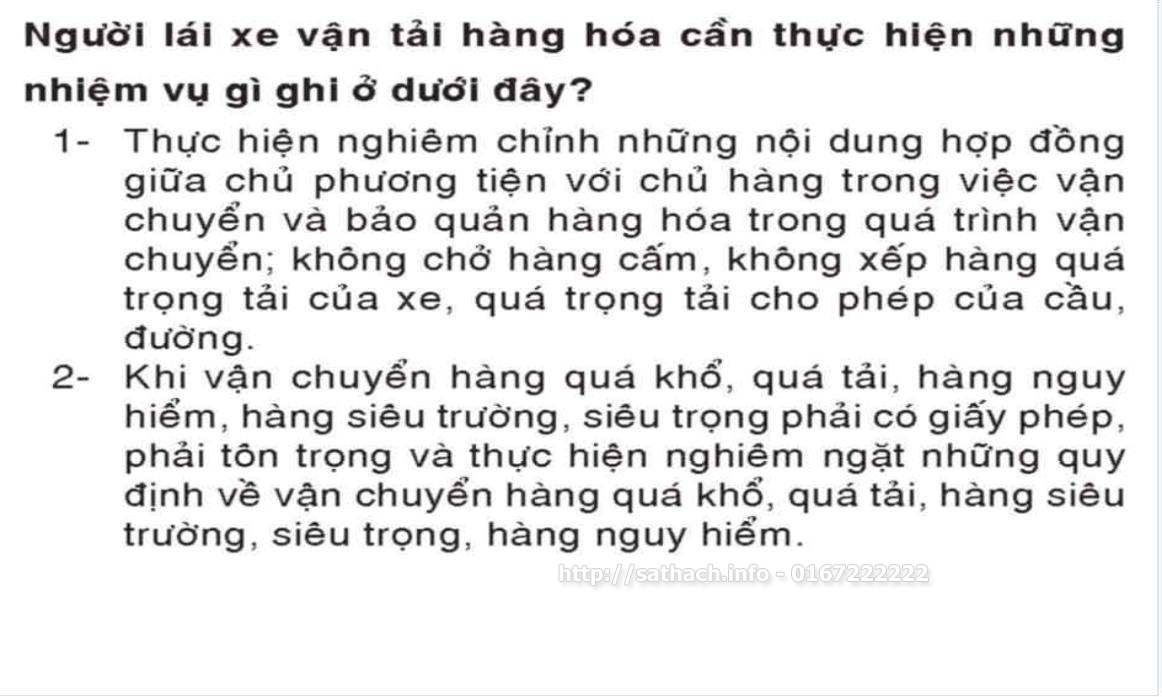 Người lái xe vận tải hàng hóa cần thực hiện những
nhiệm vụ gì ghi ở dưới đây?
1- Thực hiện nghiêm chỉnh những nội dung hợp đồng
giữa chủ phương tiện với chủ hàng trong việc vận
chuyển và bảo quản hàng hóa trong quá trình vận
chuyển; không chở hàng cấm, không xếp hàng quá
trọng tải của xe, quá trọng tải cho phép của cầu,
đường.
2- Khi vận chuyển hàng quá khổ, quá tải, hàng nguy
hiểm, hàng siêu trường, siêu trọng phải có giấy phép,
phải tôn trọng và thực hiện nghiêm ngặt những quy
định về vận chuyển hàng quá khổ, quá tải, hàng siêu
trường, siêu trọng, hàng nguy hiểm.
http://sathach.info - 0167222222